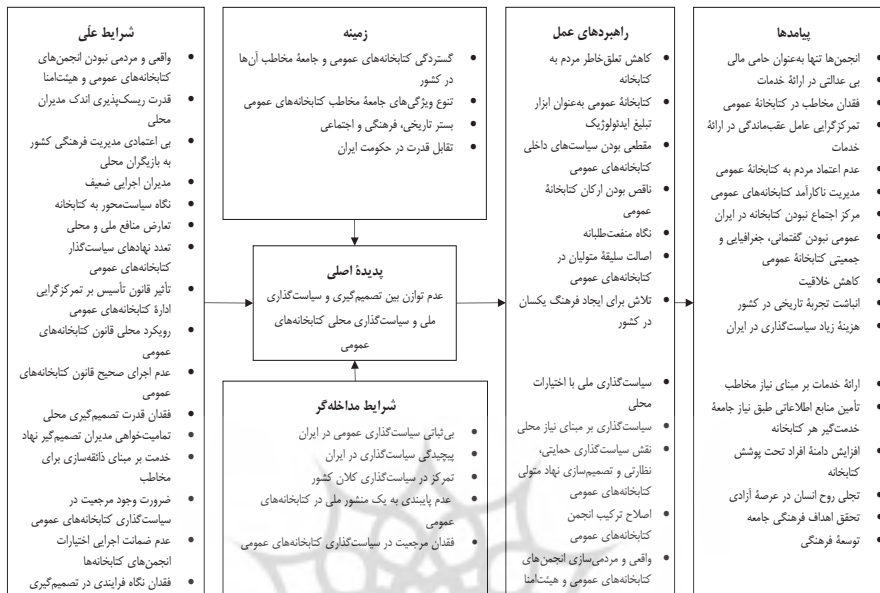 شرایط علّی
واقعی و مردمی نبودن انجمن‌های
کتابخانه‌های عمومی و هیئت‌امنا
قدرت ریسک‌پذیری اندک مدیران
محلی
بی اعتمادی مدیریت فرهنگی کشور
به بازیگران محلی
مدیران اجرایی ضعیف
نگاه سیاست‌محور به کتابخانه
تعارض منافع ملی و محلی
تعدد نهادهای سیاست‌گذار
کتابخانه‌های عمومی
تأثیر قانون تأسیس بر تمرکزگرایی
ادارهٔ کتابخانه‌های عمومی
رویکرد محلی قانون کتابخانه‌های
عمومی
عدم اجرای صحیح قانون کتابخانه‌های
عمومی
فقدان قدرت تصمیم‌گیری محلی
تمامیت‌خواهی مدیران تصمیم‌گیر نهاد
خدمت بر مبنای ذائقه‌سازی برای
مخاطب
ضرورت وجود مرجعیت در
سیاست‌گذاری کتابخانه‌های عمومی
عدم ضمانت اجرایی اختیارات
انجمن‌های کتابخانه‌ها
فقدان نگاه فرایندی در تصمیم‌گیری
زمینه
گستردگی کتابخانه‌های عمومی و جامعهٔ مخاطب آن‌ها
در کشور
تنوع ویژگی‌های جامعهٔ مخاطب کتابخانه‌های عمومی
بستر تاریخی، فرهنگی و اجتماعی
تقابل قدرت در حکومت ایران
پدیدهٔ اصلی
عدم توازن بین تصمیم‌گیری و سیاست‌گذاری
ملی و سیاست‌گذاری محلی کتابخانه‌های
عمومی
شرایط مداخله‌گر
بی‌ثباتی سیاست‌گذاری عمومی در ایران
پیچیدگی سیاست‌گذاری در ایران
تمرکز در سیاست‌گذاری کلان کشور
عدم پایبندی به یک منشور ملی در کتابخانه‌های
عمومی
فقدان مرجعیت در سیاست‌گذاری کتابخانه‌های عمومی
راهبردهای عمل
کاهش تعلق‌خاطر مردم به
کتابخانه
کتابخانهٔ عمومی به‌عنوان ابزار
تبلیغ ایدئولوژیک
مقطعی بودن سیاست‌های داخلی
کتابخانه‌های عمومی
ناقص بودن ارکان کتابخانهٔ
عمومی
نگاه منفعت‌طلبانه
اصالت سلیقهٔ متولیان در
کتابخانه‌های عمومی
تلاش برای ایجاد فرهنگ یکسان
در کشور
سیاست‌گذاری ملی با اختیارات
محلی
سیاست‌گذاری بر مبنای نیاز محلی
نقش سیاست‌گذاری حمایتی،
نظارتی و تصمیم‌سازی نهاد متولی
کتابخانه‌های عمومی
اصلاح ترکیب انجمن
کتابخانه‌های عمومی
واقعی و مردمی‌سازی انجمن‌های
کتابخانه‌های عمومی و هیئت‌امنا
پیامدها
انجمن‌ها تنها به‌عنوان حامی مالی
بی عدالتی در ارائهٔ خدمات
فقدان مخاطب در کتابخانهٔ عمومی
تمرکزگرایی عامل عقب‌ماندگی در ارائهٔ
خدمات
عدم اعتماد مردم به کتابخانهٔ عمومی
مدیریت ناکارآمد کتابخانه‌های عمومی
مرکز اجتماع نبودن کتابخانه در ایران
عمومی نبودن گفتمانی، جغرافیایی و
جمعیتی کتابخانهٔ عمومی
کاهش خلاقیت
انباشت تجربهٔ تاریخی در کشور
هزینهٔ زیاد سیاست‌گذاری در ایران
ارائهٔ خدمات بر مبنای نیاز مخاطب
تأمین منابع اطلاعاتی طبق نیاز جامعهٔ
خدمت‌گیر هر کتابخانه
افزایش دامنهٔ افراد تحت پوشش
کتابخانه
تجلی روح انسان در عرصهٔ آزادی
تحقق اهداف فرهنگی جامعه
توسعهٔ فرهنگی